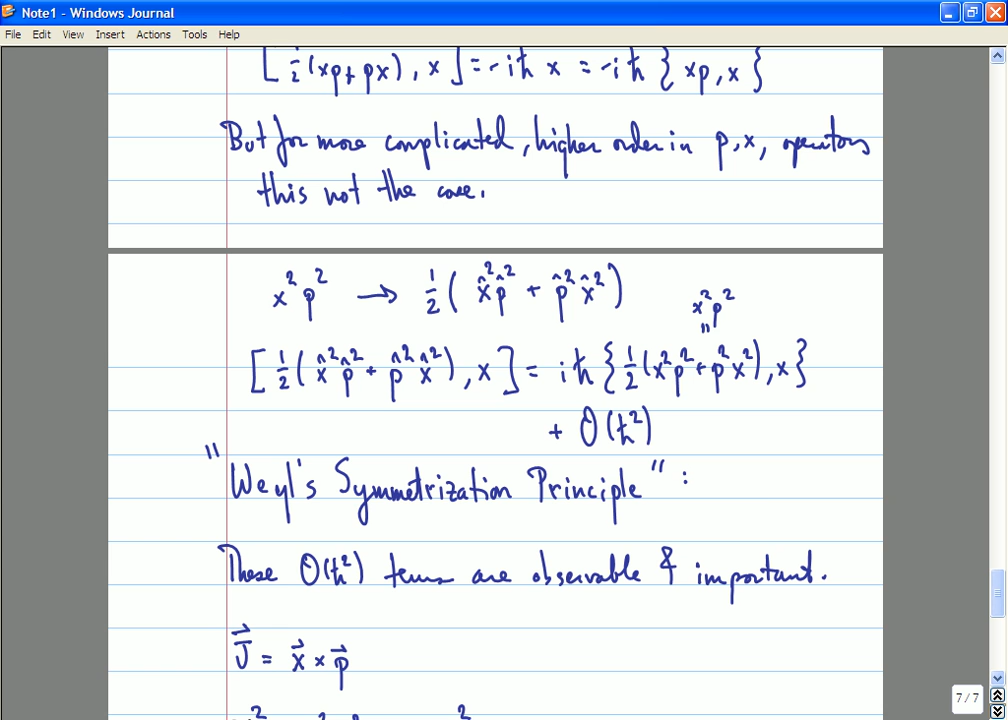 Note1 - Windows Journal
File Edit View Insert Actions Tools Help
[ ½(xp+px), x ] = -iħ x = -iħ { xp, x }
But for more complicated, higher order in p,x, operators
this not the case.
x² p² → ½ ( x̂²p̂² + p̂²x̂² )
x²p²
"
[ ½ ( x̂²p̂² + p̂²x̂² ), x ] = iħ { ½ (x²p² + p²x²), x }
+ O(ħ²)
"Weyl's Symmetrization Principle" :
These O(ħ²) terms are observable & important.
J⃗ = x⃗ × p⃗
7 / 7